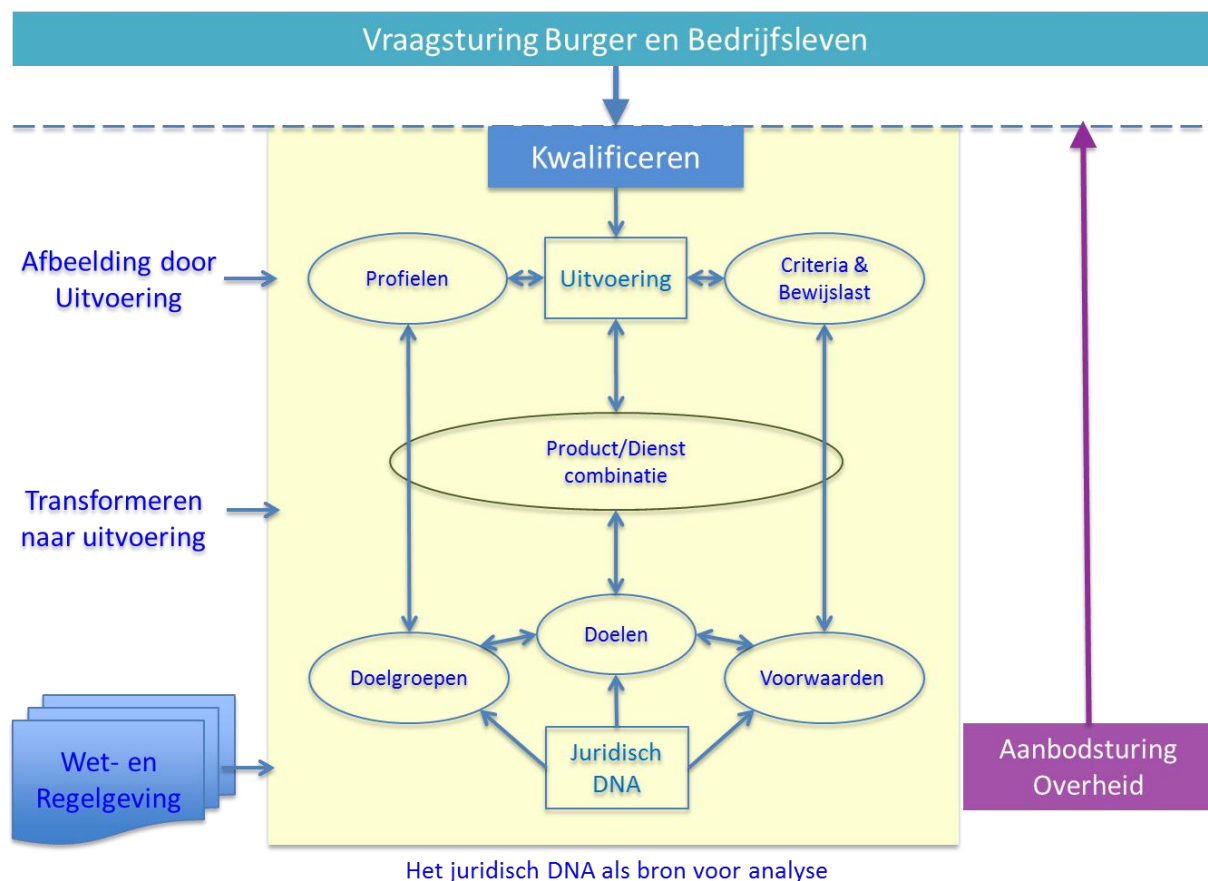 Vraagsturing Burger en Bedrijfsleven
Kwalificeren
Afbeelding door
Uitvoering
Profielen
Uitvoering
Criteria &
Bewijslast
Product/Dienst
combinatie
Transformeren
naar uitvoering
Doelen
Doelgroepen
Voorwaarden
Wet- en
Regelgeving
Juridisch
DNA
Aanbodsturing
Overheid
Het juridisch DNA als bron voor analyse